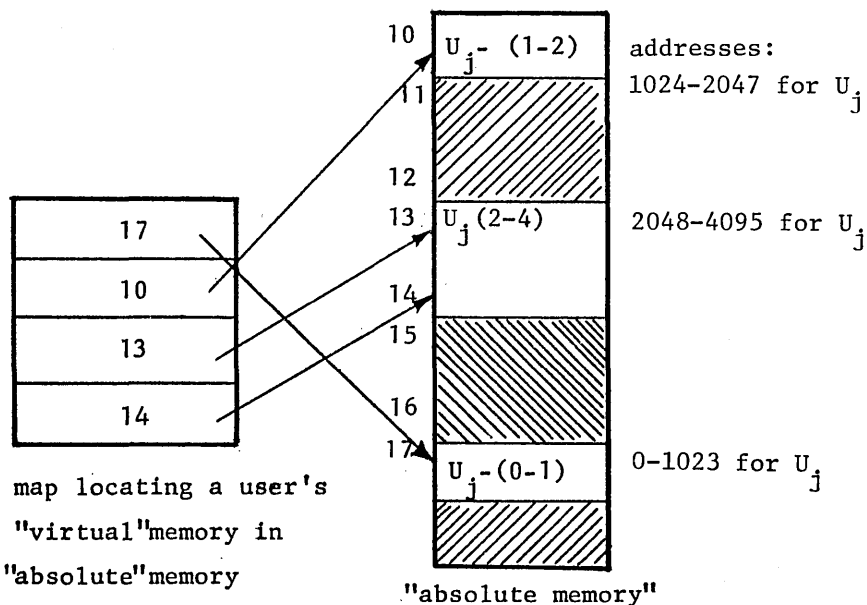 10
U_j- (1-2)
addresses:
1024-2047 for U_j
11
12
17
13
U_j(2-4)
2048-4095 for U_j
10
14
13
15
14
16
17
U_j-(0-1)
0-1023 for U_j
map locating a user's
"virtual"memory in
"absolute"memory
"absolute memory"